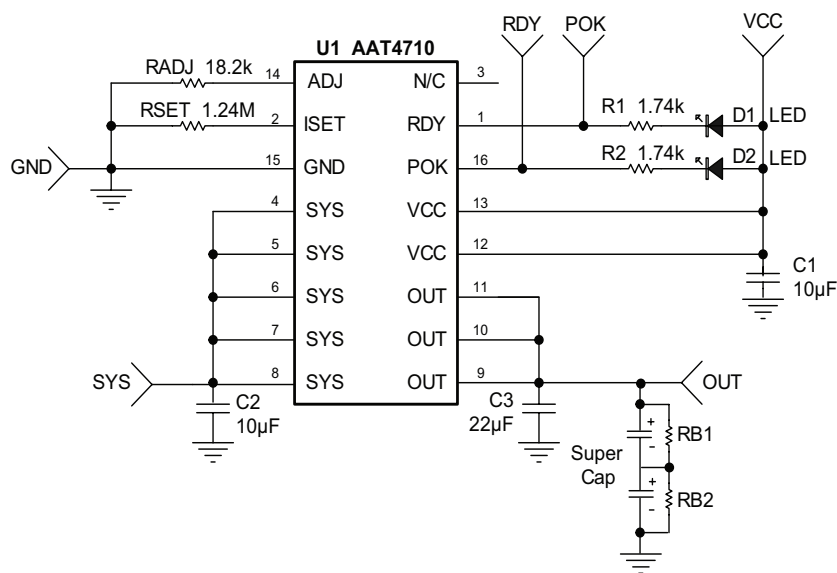 RDY POK VCC
U1 AAT4710
RADJ 18.2k 14 ADJ N/C 3
RSET 1.24M 2 ISET RDY 1 R1 1.74k D1 LED
GND 15 GND POK 16 R2 1.74k D2 LED
4 SYS VCC 13
5 SYS VCC 12
C1
10µF
6 SYS OUT 11
7 SYS OUT 10
SYS 8 SYS OUT 9 OUT
C2
10µF
C3
22µF
Super
Cap
+
-
+
-
RB1
RB2